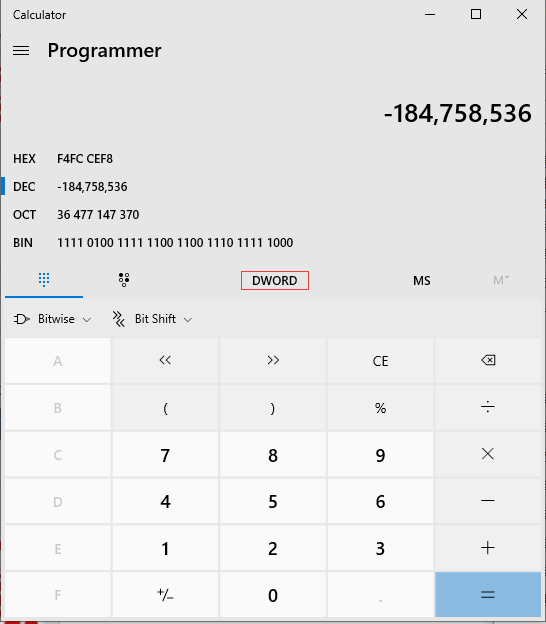 Calculator
Programmer
-184,758,536
HEX F4FC CEF8
DEC -184,758,536
OCT 36 477 147 370
BIN 1111 0100 1111 1100 1100 1110 1111 1000
DWORD MS M˅
Bitwise Bit Shift
A << >> CE
B ( ) % ÷
C 7 8 9 ×
D 4 5 6 −
E 1 2 3 +
F +/− 0 . =